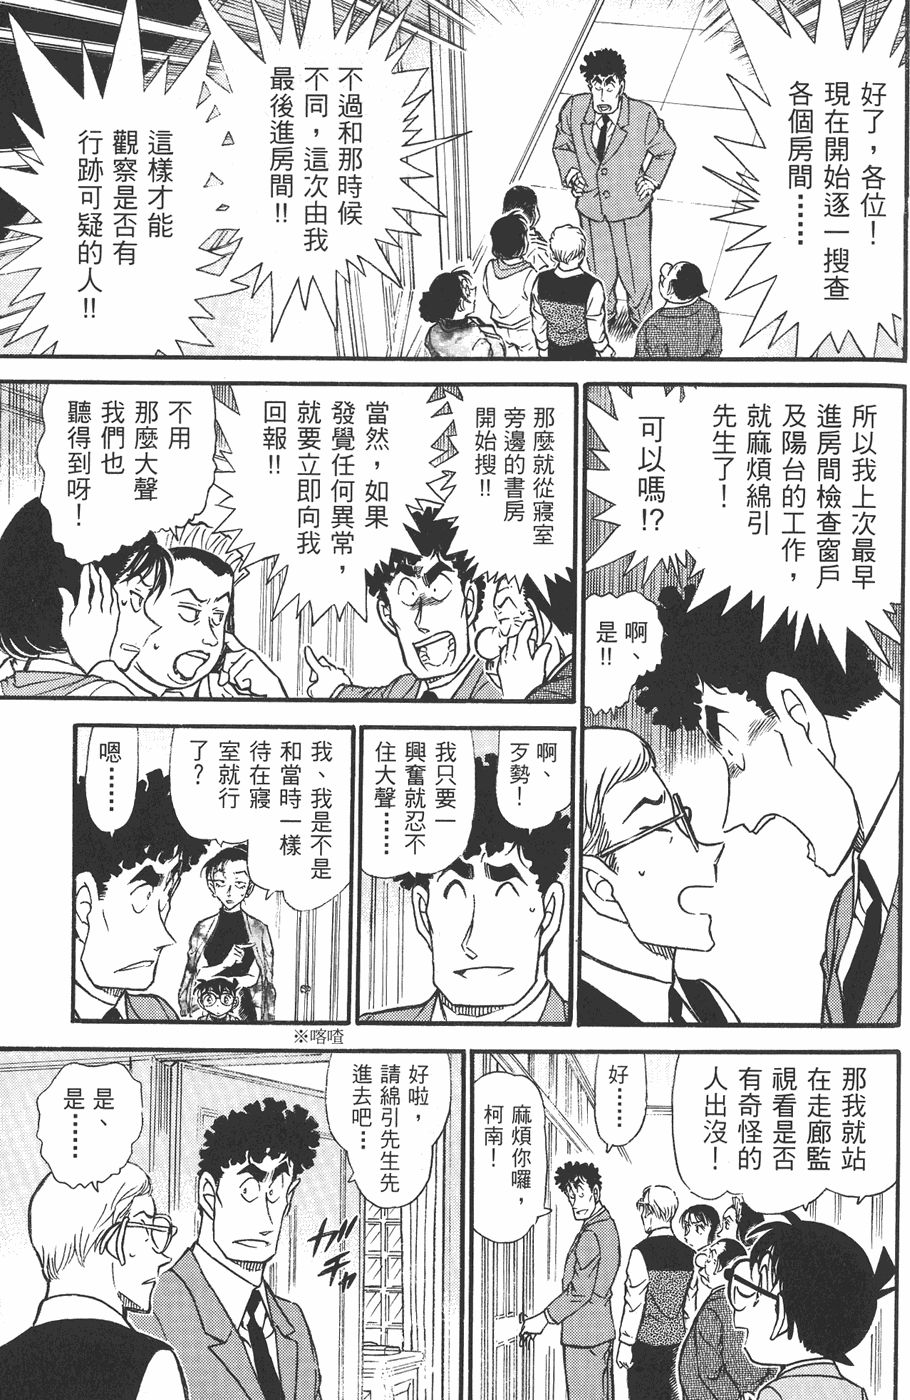 好了，各位！
現在開始逐一搜查
各個房間……
不過和那時候
不同，這次由我
最後進房間!!
這樣才能
觀察是否有
行跡可疑的人!!
所以我上次最早
進房間檢查窗戶
及陽台的工作，
就麻煩綿引
先生了！
可以嗎!?
啊、
是!!
那麼就從寢室
旁邊的書房
開始搜!!
當然，如果
發覺任何異常，
就要立即向我
回報!!
不用
那麼大聲
我們也
聽得到呀！
啊、
歹勢！
我只要一
興奮就忍不
住大聲……
我、我是不是
和當時一樣
待在寢
室就行
了？
嗯……
那我就站
在走廊監
視看是否
有奇怪的
人出沒！
好……
麻煩你囉，
柯南！
※喀喳
ガチャ
好啦，
請綿引先生先
進去吧…
是、
是……